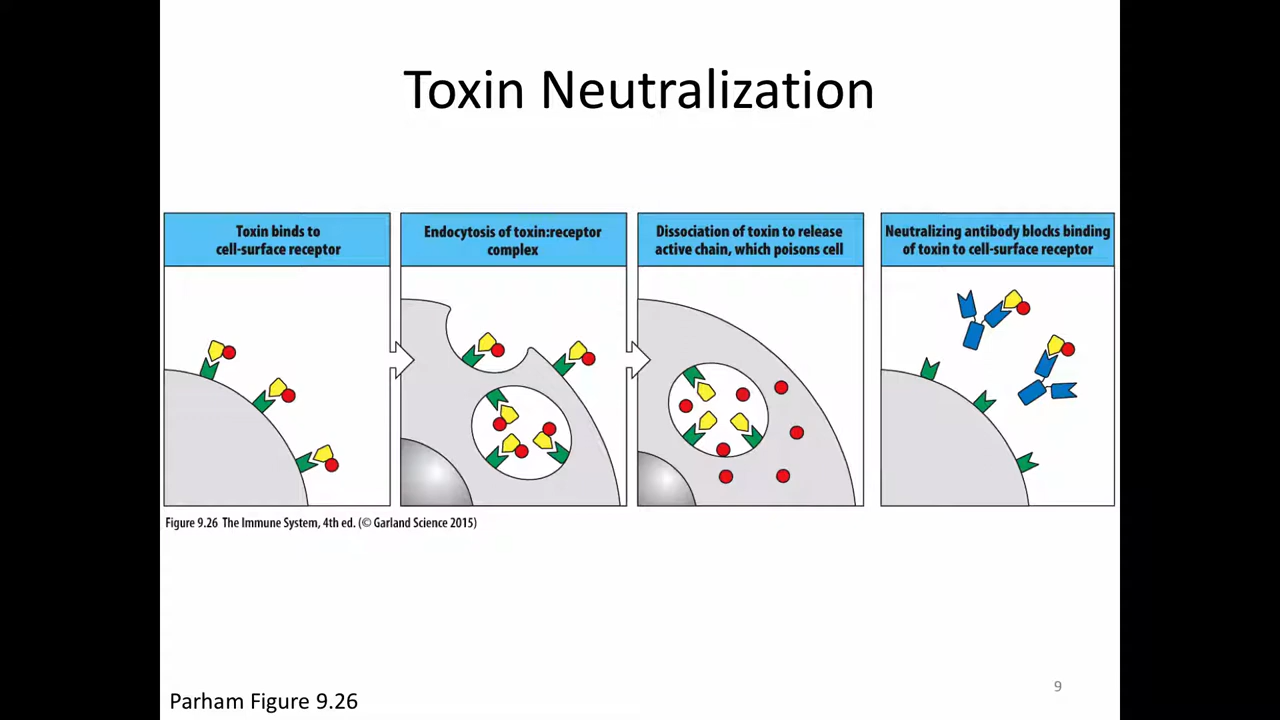 Toxin Neutralization
Toxin binds to
cell-surface receptor
Endocytosis of toxin:receptor
complex
Dissociation of toxin to release
active chain, which poisons cell
Neutralizing antibody blocks binding
of toxin to cell-surface receptor
Figure 9.26 The Immune System, 4th ed. (© Garland Science 2015)
Parham Figure 9.26
9